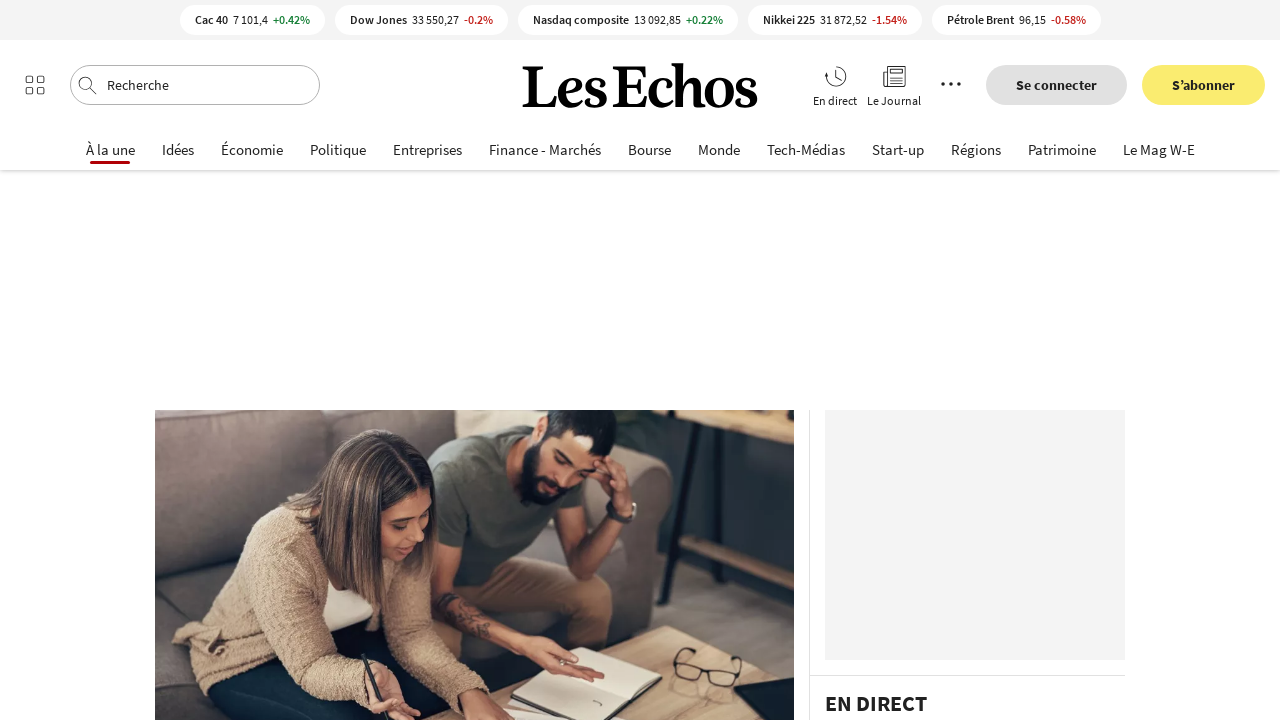 Cac 40 7 101,4 +0.42% Dow Jones 33 550,27 -0.2% Nasdaq composite 13 092,85 +0.22% Nikkei 225 31 872,52 -1.54% Pétrole Brent 96,15 -0.58%
Recherche
Les Echos
En direct
Le Journal
Se connecter
S’abonner
À la une Idées Économie Politique Entreprises Finance - Marchés Bourse Monde Tech-Médias Start-up Régions Patrimoine Le Mag W-E
EN DIRECT